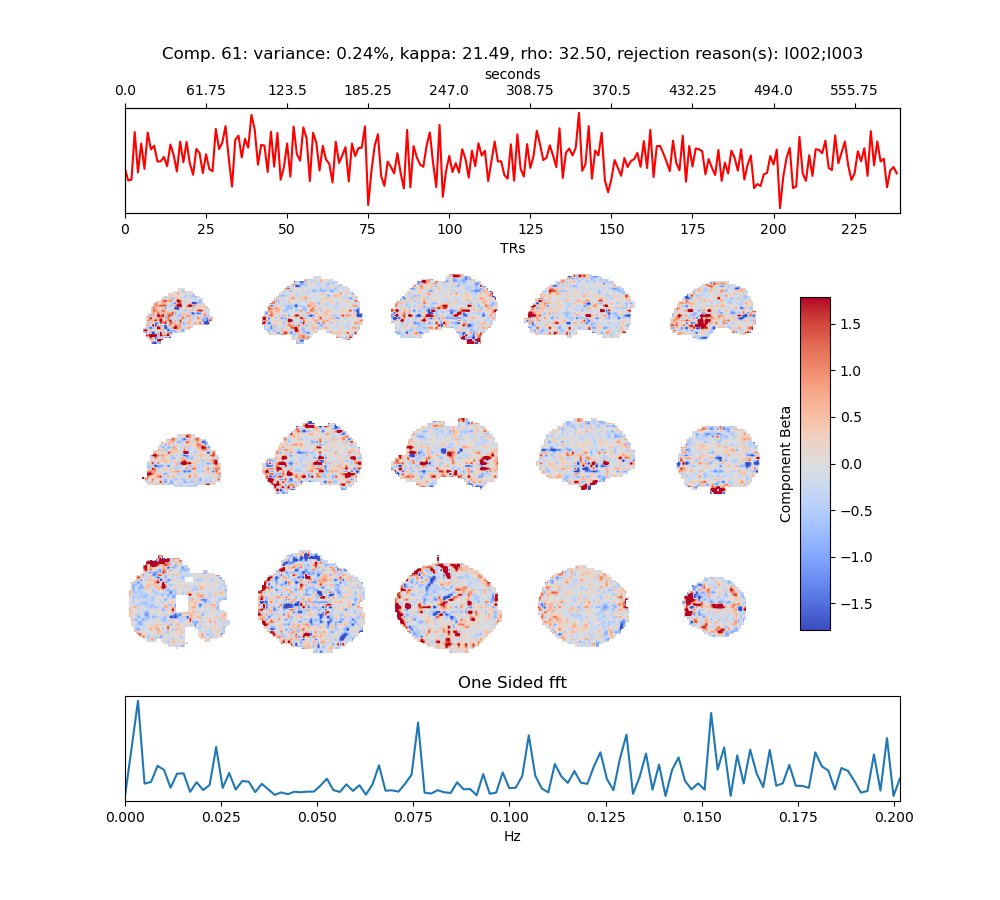 Comp. 61: variance: 0.24%, kappa: 21.49, rho: 32.50, rejection reason(s): I002;I003
seconds
0.0 61.75 123.5 185.25 247.0 308.75 370.5 432.25 494.0 555.75
0 25 50 75 100 125 150 175 200 225
TRs
1.5
1.0
0.5
0.0
−0.5
−1.0
−1.5
Component Beta
One Sided fft
0.000 0.025 0.050 0.075 0.100 0.125 0.150 0.175 0.200
Hz